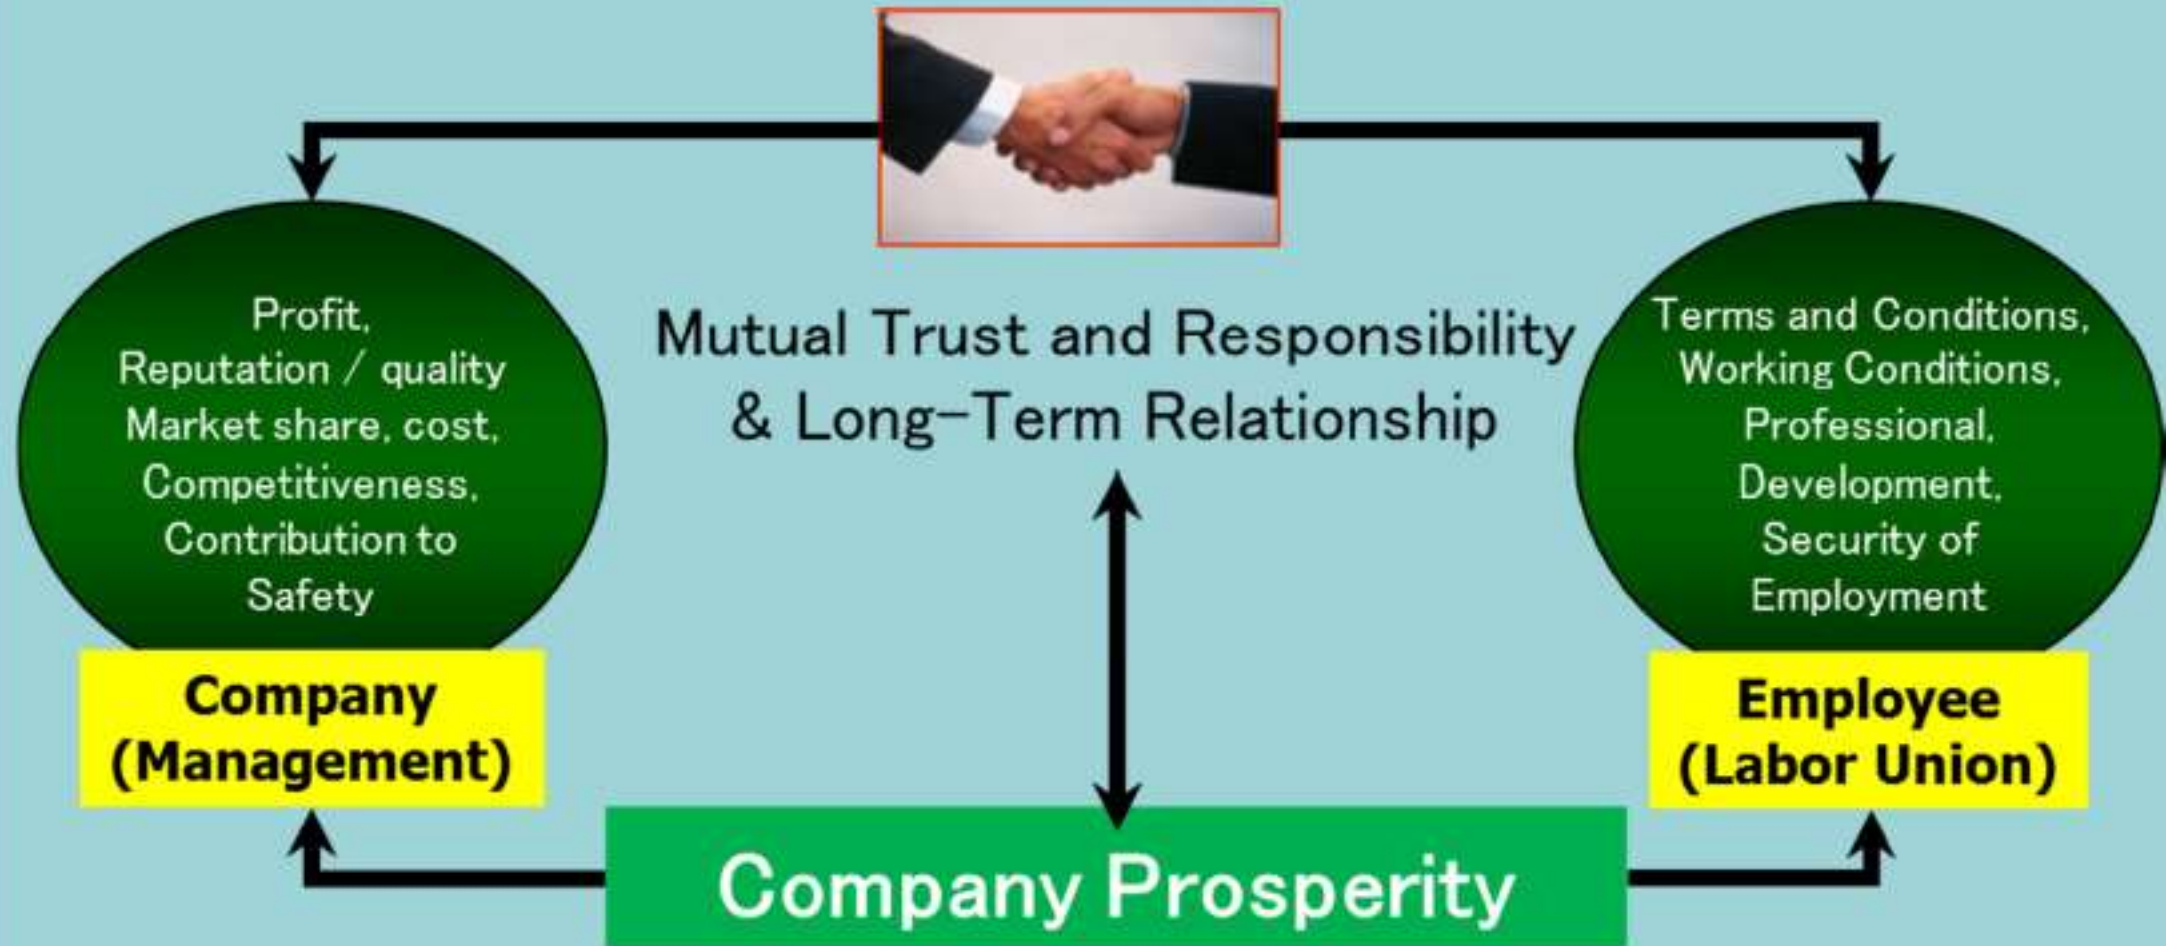 Profit,
Reputation / quality
Market share, cost,
Competitiveness,
Contribution to
Safety
Company
(Management)
Mutual Trust and Responsibility
& Long-Term Relationship
Terms and Conditions,
Working Conditions,
Professional,
Development,
Security of
Employment
Employee
(Labor Union)
Company Prosperity